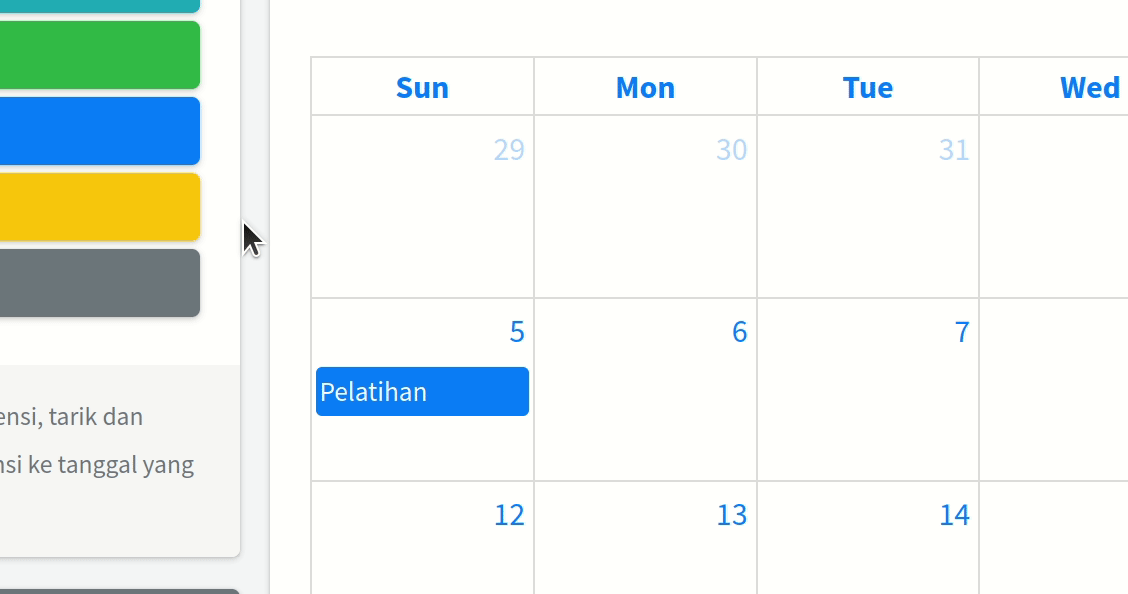 Sun Mon Tue Wed
29 30 31
5 6 7
Pelatihan
ensi, tarik dan
nsi ke tanggal yang
12 13 14